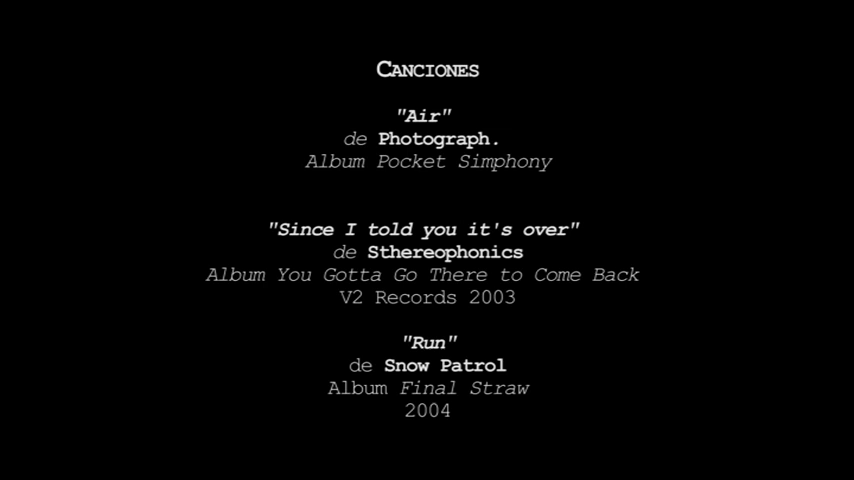 CANCIONES
"Air"
de Photograph.
Album Pocket Simphony
"Since I told you it's over"
de Sthereophonics
Album You Gotta Go There to Come Back
V2 Records 2003
"Run"
de Snow Patrol
Album Final Straw
2004